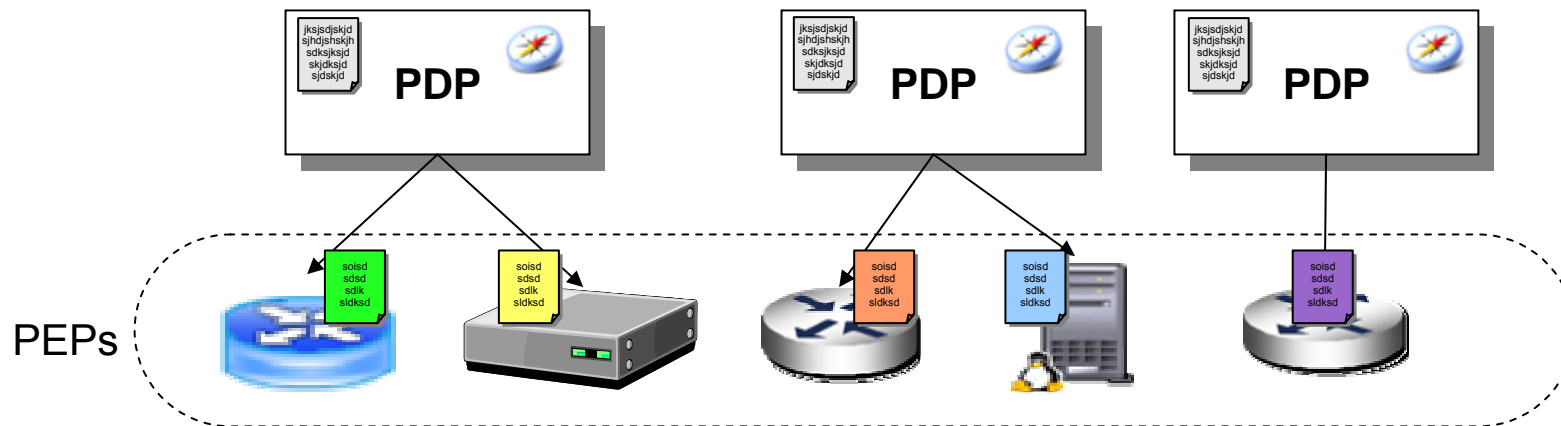 jksjsdjskjd
sjhdjshskjh
sdksjksjd
skjdksjd
sjdskjd
PDP
jksjsdjskjd
sjhdjshskjh
sdksjksjd
skjdksjd
sjdskjd
PDP
jksjsdjskjd
sjhdjshskjh
sdksjksjd
skjdksjd
sjdskjd
PDP
PEPs
soisd
sdsd
sdlk
sldksd
soisd
sdsd
sdlk
sldksd
soisd
sdsd
sdlk
sldksd
soisd
sdsd
sdlk
sldksd
soisd
sdsd
sdlk
sldksd